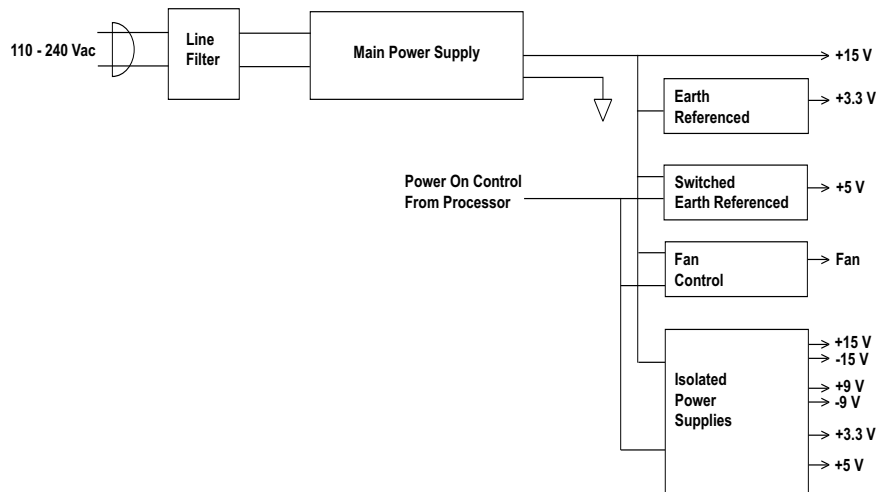 110 - 240 Vac
Line
Filter
Main Power Supply
+15 V
Earth
Referenced
+3.3 V
Power On Control
From Processor
Switched
Earth Referenced
+5 V
Fan
Control
Fan
Isolated
Power
Supplies
+15 V
-15 V
+9 V
-9 V
+3.3 V
+5 V